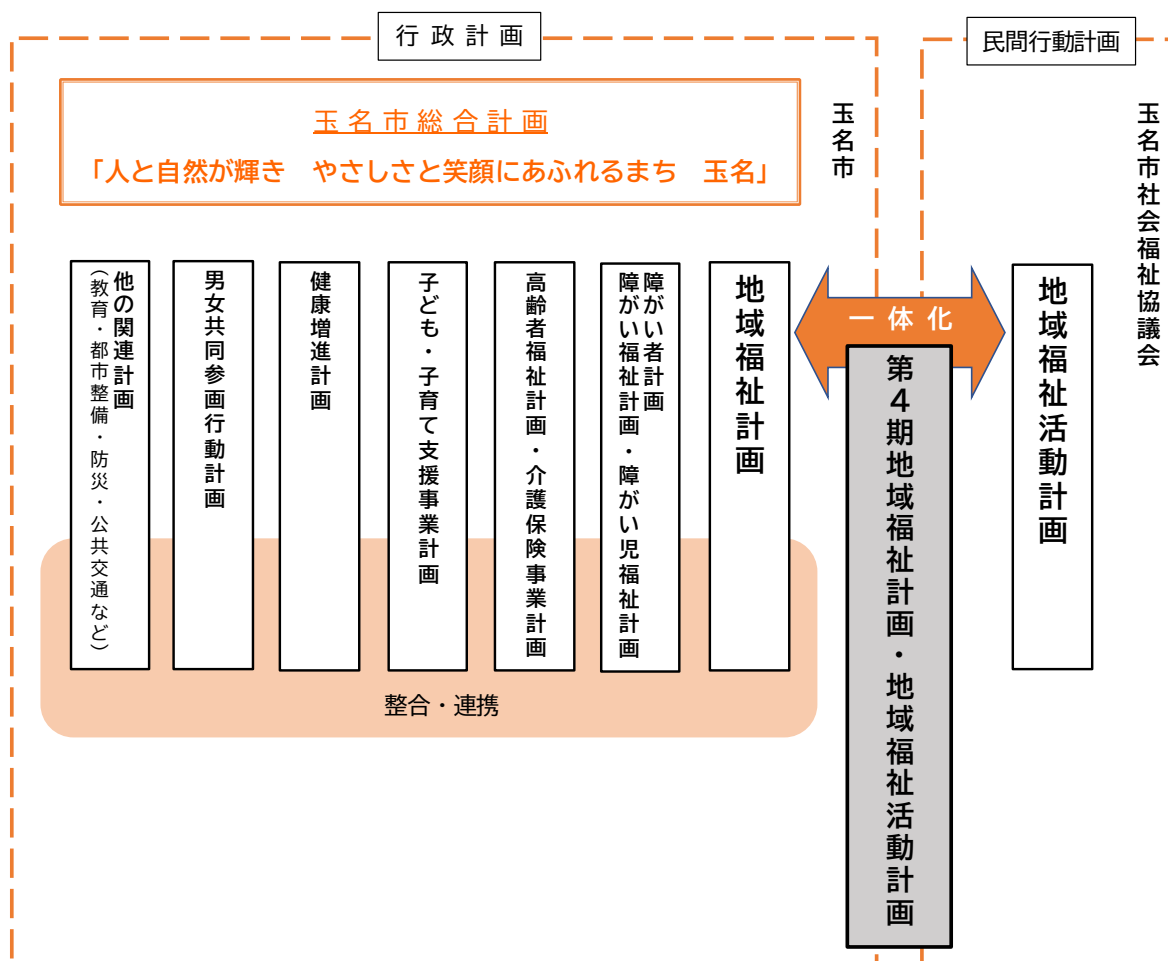 行政計画
民間行動計画
玉名市総合計画
「人と自然が輝き　やさしさと笑顔にあふれるまち　玉名」
玉名市
玉名市社会福祉協議会
地域福祉活動計画
一体化
第４期地域福祉計画・地域福祉活動計画
地域福祉計画
障がい者計画
障がい福祉計画・障がい児福祉計画
高齢者福祉計画・介護保険事業計画
子ども・子育て支援事業計画
健康増進計画
男女共同参画行動計画
他の関連計画
（教育・都市整備・防災・公共交通など）
整合・連携